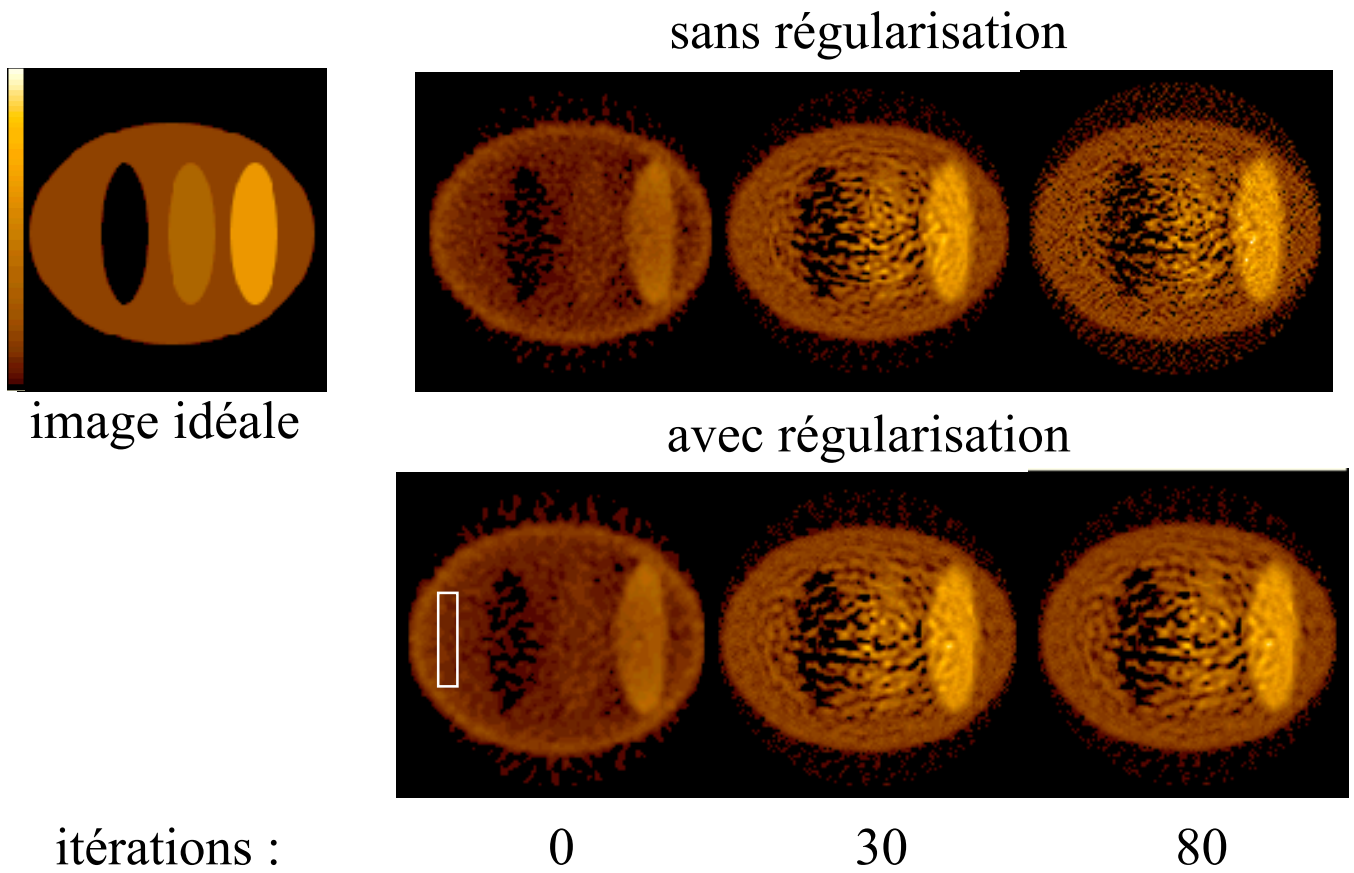 sans régularisation
image idéale
avec régularisation
itérations : 0 30 80